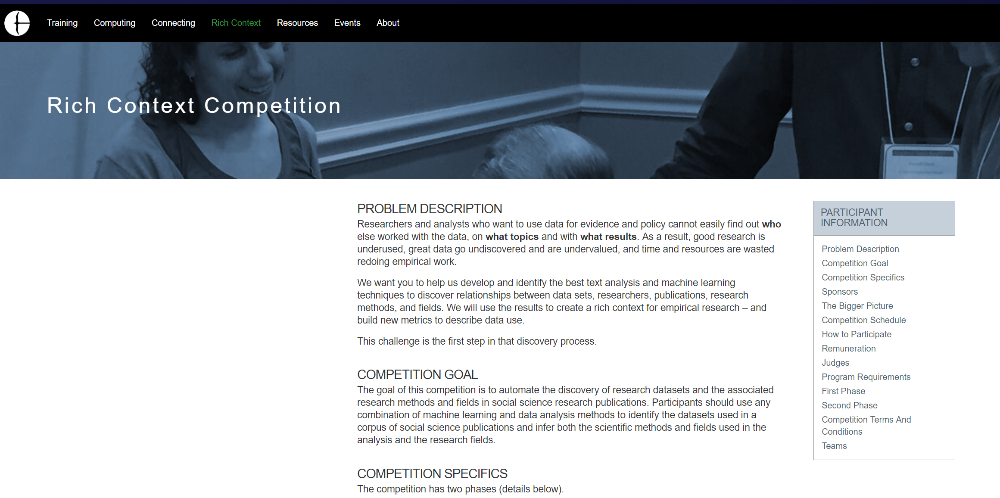 Training Computing Connecting Rich Context Resources Events About
Rich Context Competition
PROBLEM DESCRIPTION
Researchers and analysts who want to use data for evidence and policy cannot easily find out who
else worked with the data, on what topics and with what results. As a result, good research is
underused, great data go undiscovered and are undervalued, and time and resources are wasted
redoing empirical work.
We want you to help us develop and identify the best text analysis and machine learning
techniques to discover relationships between data sets, researchers, publications, research
methods, and fields. We will use the results to create a rich context for empirical research – and
build new metrics to describe data use.
This challenge is the first step in that discovery process.
COMPETITION GOAL
The goal of this competition is to automate the discovery of research datasets and the associated
research methods and fields in social science research publications. Participants should use any
combination of machine learning and data analysis methods to identify the datasets used in a
corpus of social science publications and infer both the scientific methods and fields used in the
analysis and the research fields.
COMPETITION SPECIFICS
The competition has two phases (details below).
PARTICIPANT
INFORMATION
Problem Description
Competition Goal
Competition Specifics
Sponsors
The Bigger Picture
Competition Schedule
How to Participate
Remuneration
Judges
Program Requirements
First Phase
Second Phase
Competition Terms And
Conditions
Teams